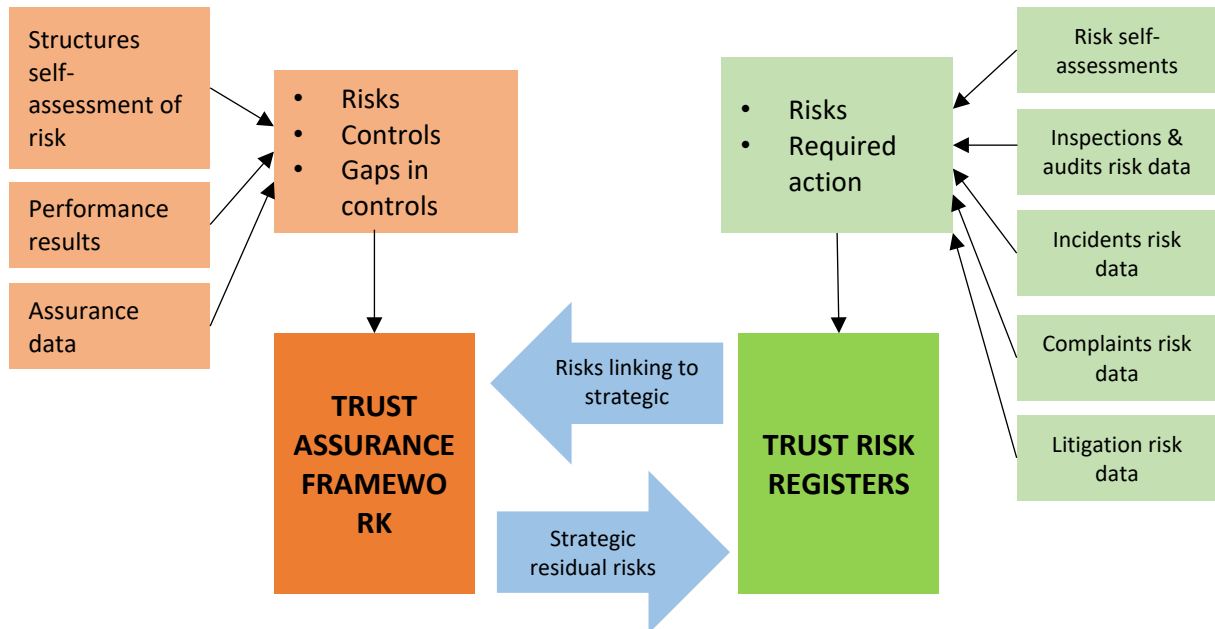 Structures
self-
assessment of
risk
Performance
results
Assurance
data
• Risks
• Controls
• Gaps in
controls
TRUST
ASSURANCE
FRAMEWO
RK
Risks linking to
strategic
Strategic
residual risks
• Risks
• Required
action
TRUST RISK
REGISTERS
Risk self-
assessments
Inspections &
audits risk data
Incidents risk
data
Complaints risk
data
Litigation risk
data